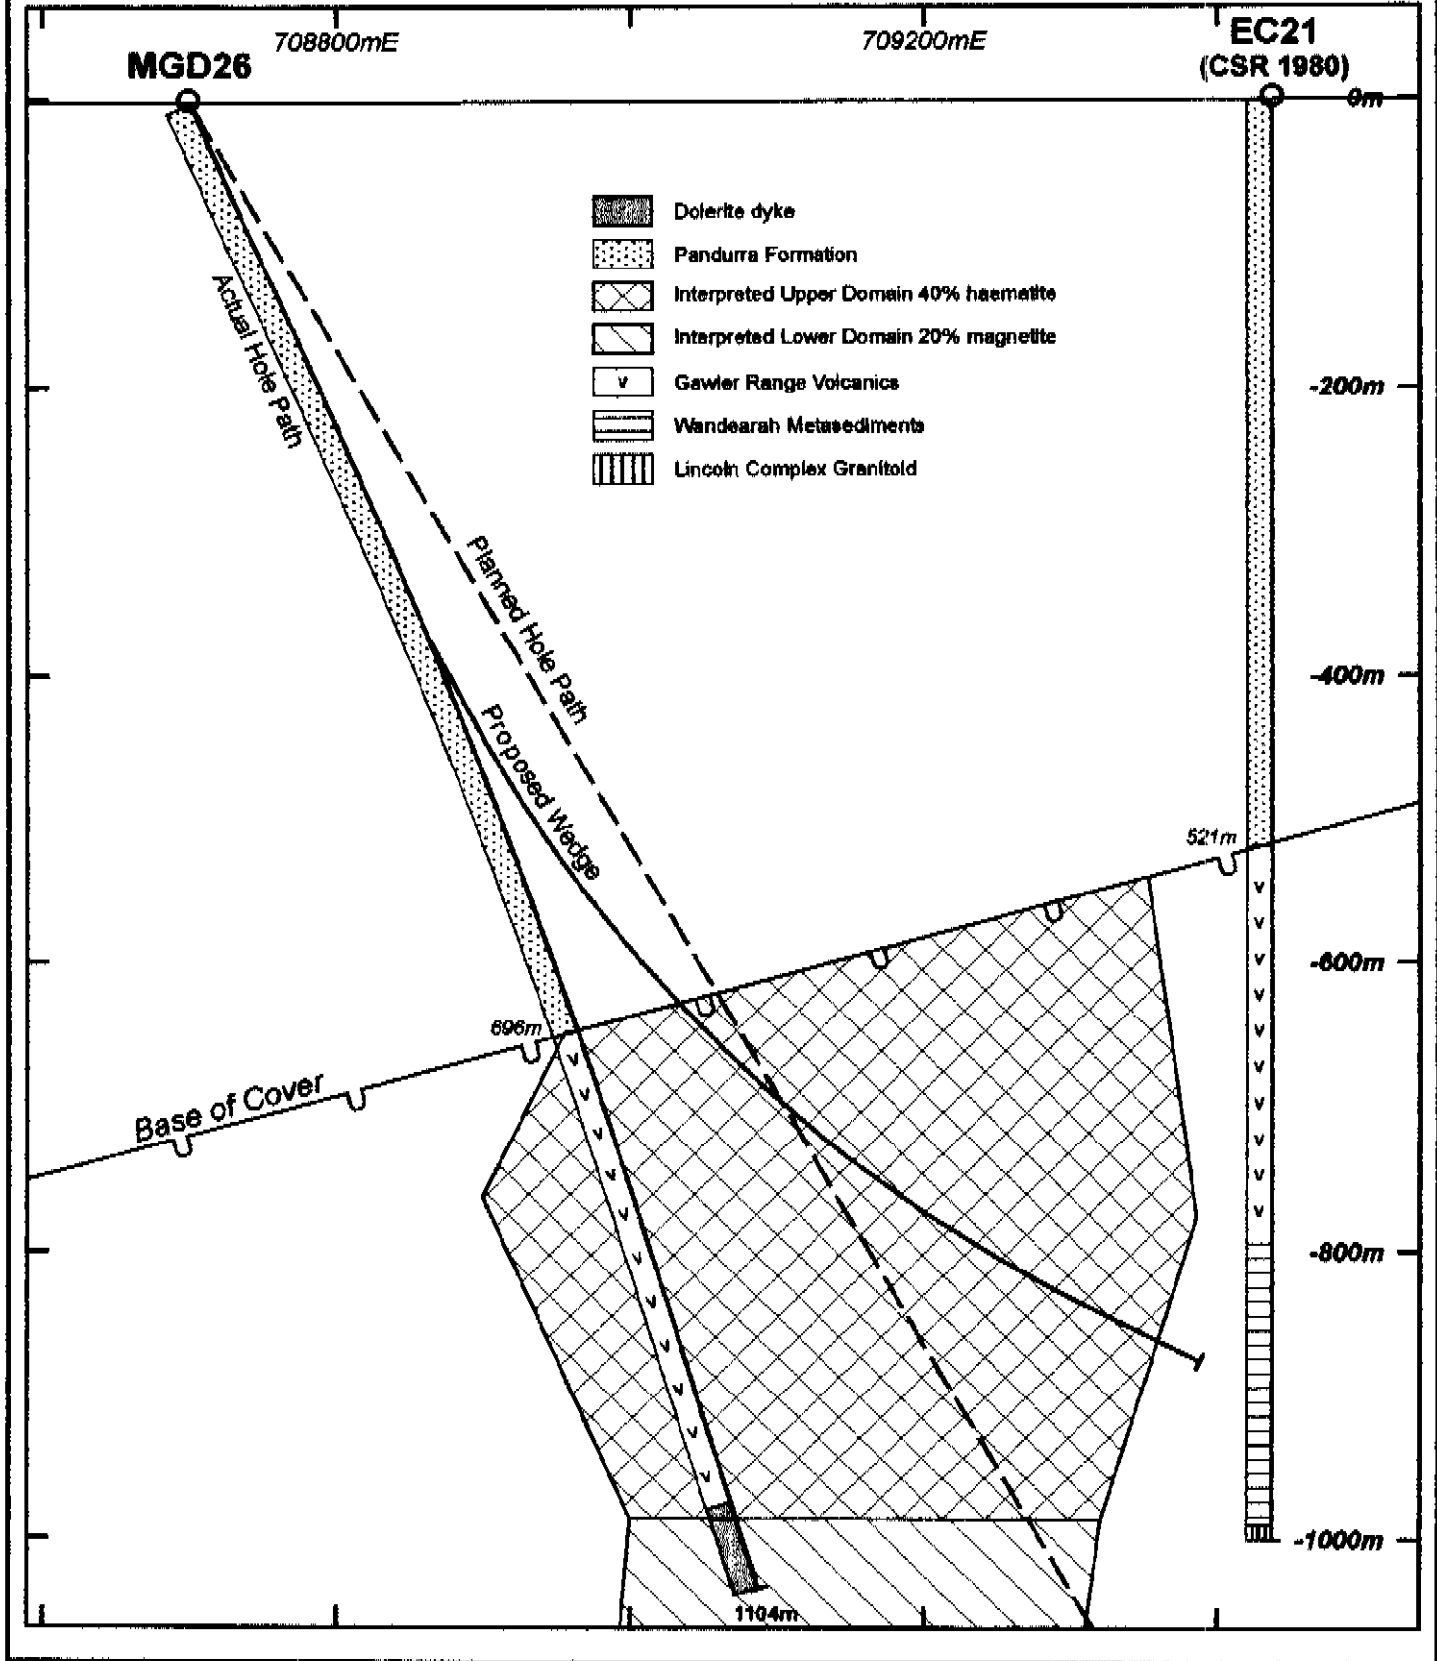 708800mE
709200mE
MGD26
EC21
(CSR 1980)
0m
Dolerite dyke
Pandurra Formation
Interpreted Upper Domain 40% haematite
Interpreted Lower Domain 20% magnetite
Gawler Range Volcanics
Wandearah Metasediments
Lincoln Complex Granitoid
Actual Hole Path
Planned Hole Path
Proposed Wedge
-200m
-400m
521m
-600m
696m
Base of Cover
-800m
-1000m
1104m